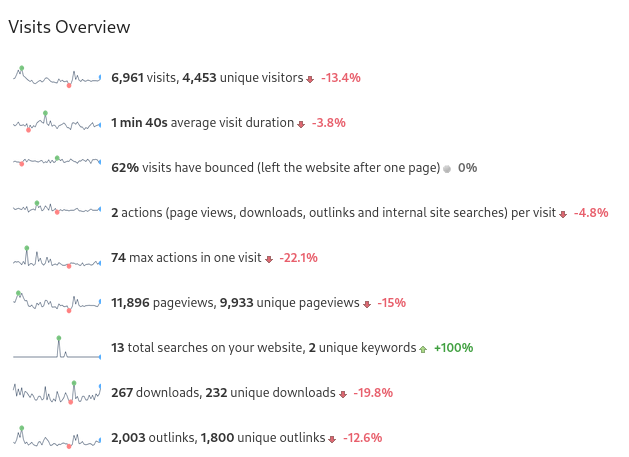 Visits Overview
6,961 visits, 4,453 unique visitors -13.4%
1 min 40s average visit duration -3.8%
62% visits have bounced (left the website after one page) 0%
2 actions (page views, downloads, outlinks and internal site searches) per visit -4.8%
74 max actions in one visit -22.1%
11,896 pageviews, 9,933 unique pageviews -15%
13 total searches on your website, 2 unique keywords +100%
267 downloads, 232 unique downloads -19.8%
2,003 outlinks, 1,800 unique outlinks -12.6%